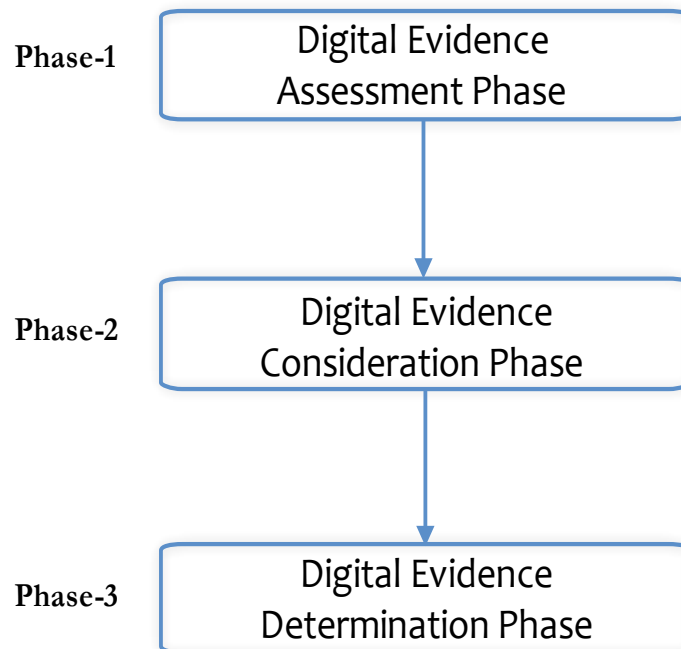 Phase-1
Digital Evidence
Assessment Phase
Phase-2
Digital Evidence
Consideration Phase
Phase-3
Digital Evidence
Determination Phase